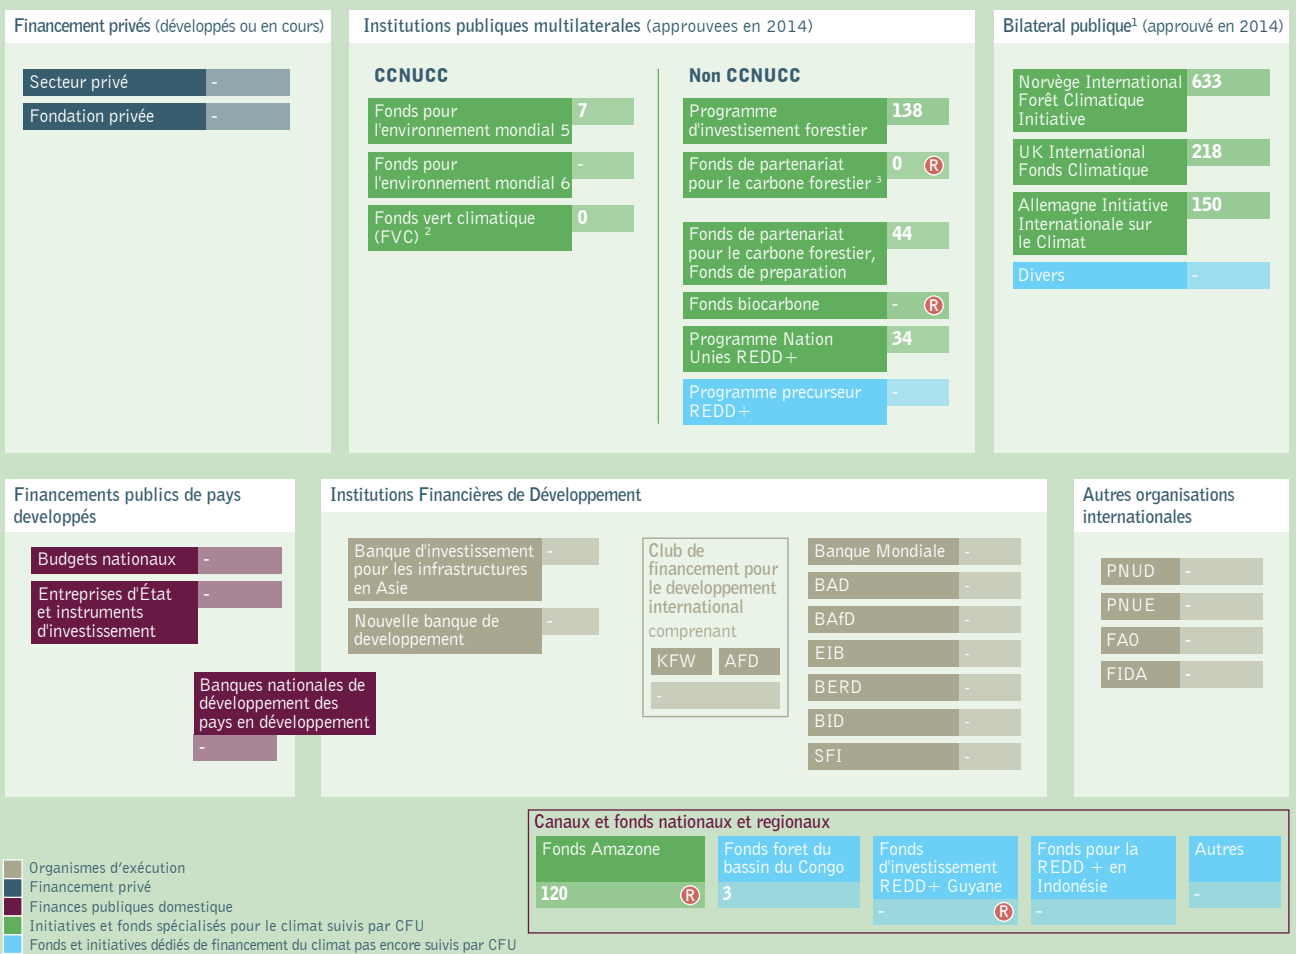 Financement privés (développés ou en cours)
Secteur privé -
Fondation privée -
Institutions publiques multilaterales (approuvees en 2014)
CCNUCC
Fonds pour
l'environnement mondial 5
7
Fonds pour
l'environnement mondial 6
-
Fonds vert climatique
(FVC) 2
0
Non CCNUCC
Programme
d'investisement forestier
138
Fonds de partenariat
pour le carbone forestier 3
0 R
Fonds de partenariat
pour le carbone forestier,
Fonds de preparation
44
Fonds biocarbone - R
Programme Nation
Unies REDD+
34
Programme precurseur
REDD+
-
Bilateral publique1 (approuvé en 2014)
Norvège International
Forêt Climatique
Initiative
633
UK International
Fonds Climatique
218
Allemagne Initiative
Internationale sur
le Climat
150
Divers -
Financements publics de pays
developpés
Budgets nationaux -
Entreprises d'État
et instruments
d'investissement
-
Banques nationales de
développement des
pays en développement
-
Institutions Financières de Développement
Banque d'investissement
pour les infrastructures
en Asie
-
Nouvelle banque de
developpement
-
Club de
financement pour
le developpement
international
comprenant
KFW AFD
-
Banque Mondiale -
BAD -
BAfD -
EIB -
BERD -
BID -
SFI -
Autres organisations
internationales
PNUD -
PNUE -
FAO -
FIDA -
Canaux et fonds nationaux et regionaux
Fonds Amazone
120 R
Fonds foret du
bassin du Congo
3
Fonds
d'investissement
REDD+ Guyane
- R
Fonds pour la
REDD + en
Indonésie
-
Autres
-
Organismes d'exécution
Financement privé
Finances publiques domestique
Initiatives et fonds spécialisés pour le climat suivis par CFU
Fonds et initiatives dédiés de financement du climat pas encore suivis par CFU